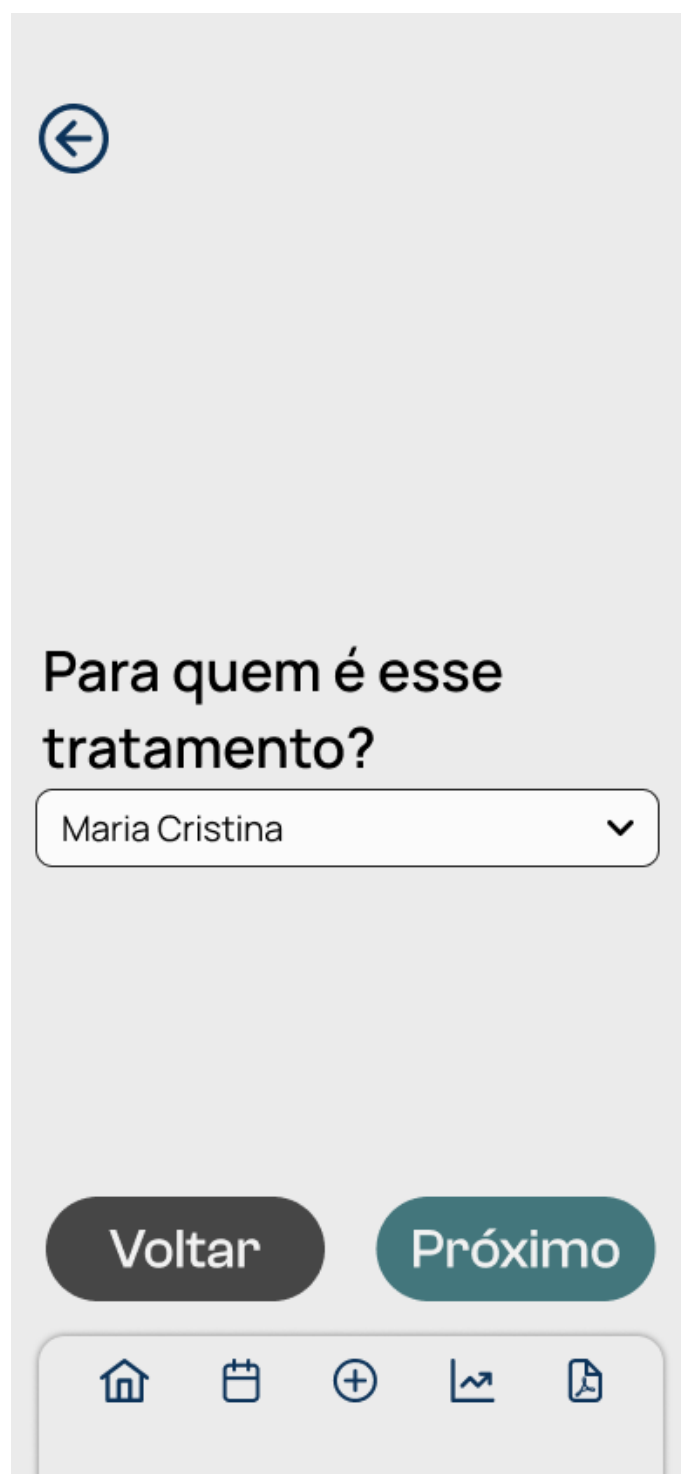 Para quem é esse
tratamento?
Maria Cristina
Voltar
Próximo